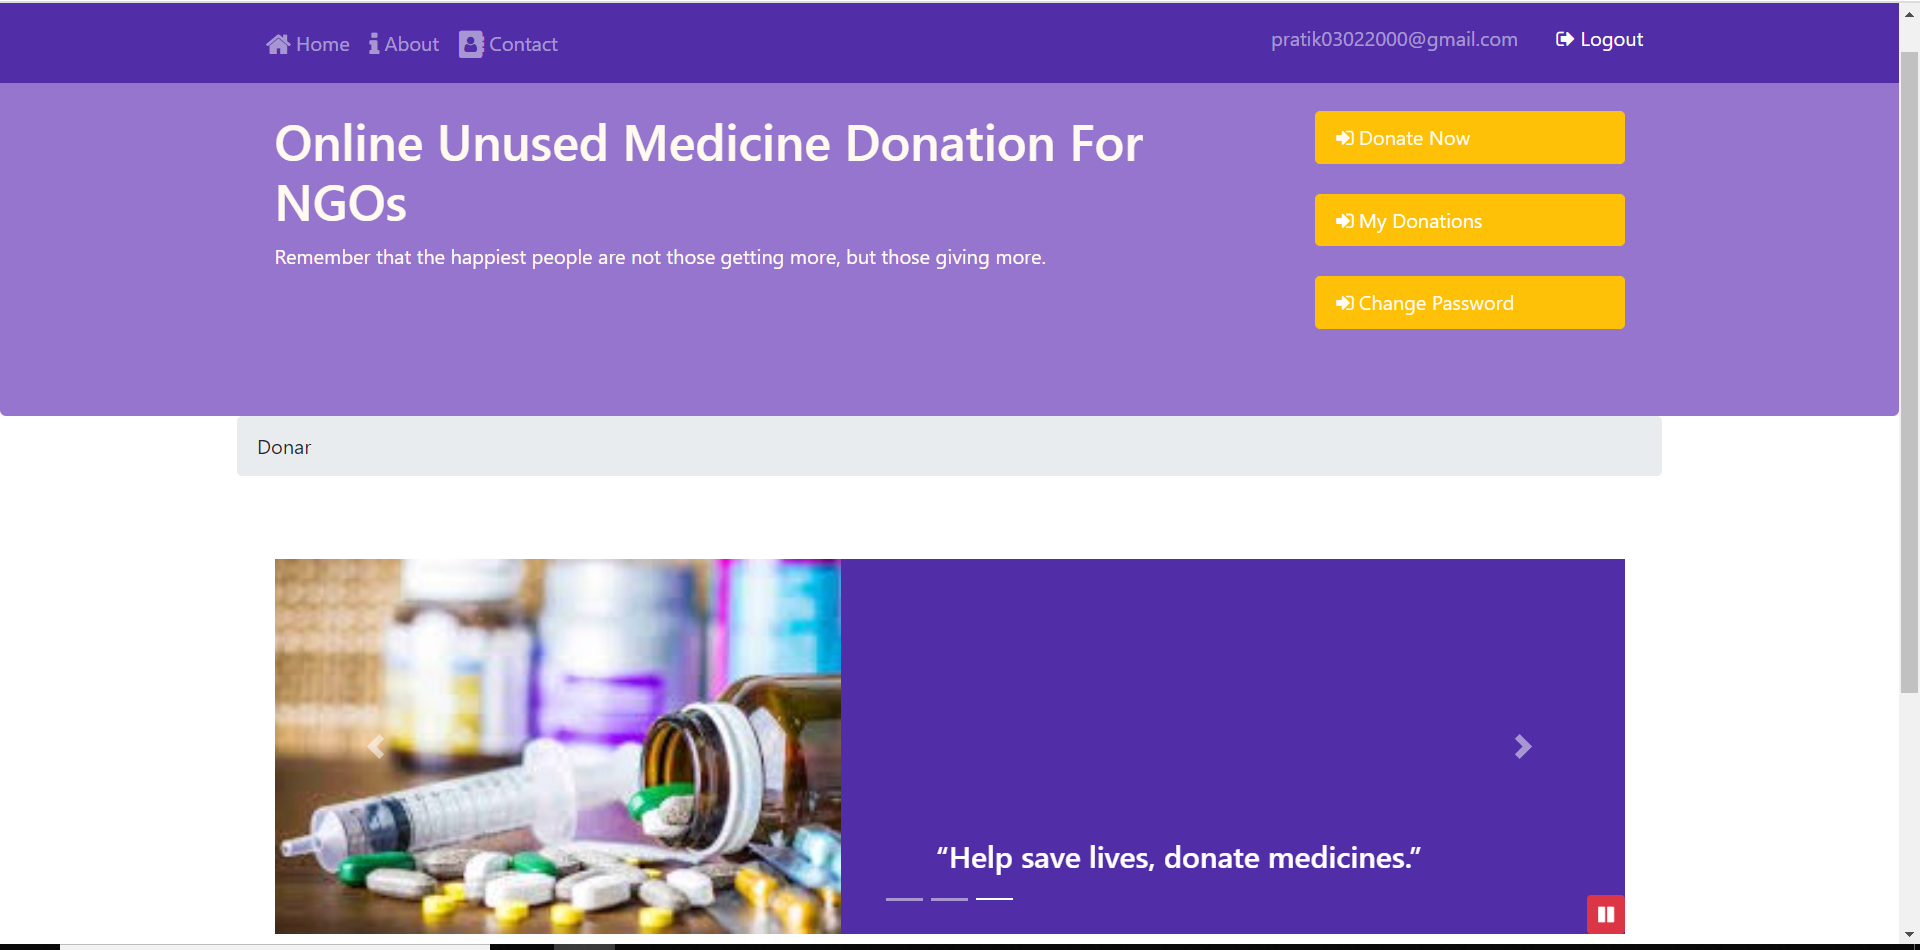 Home About Contact pratik03022000@gmail.com Logout
Online Unused Medicine Donation For
NGOs
Remember that the happiest people are not those getting more, but those giving more.
Donate Now
My Donations
Change Password
Donar
“Help save lives, donate medicines.”